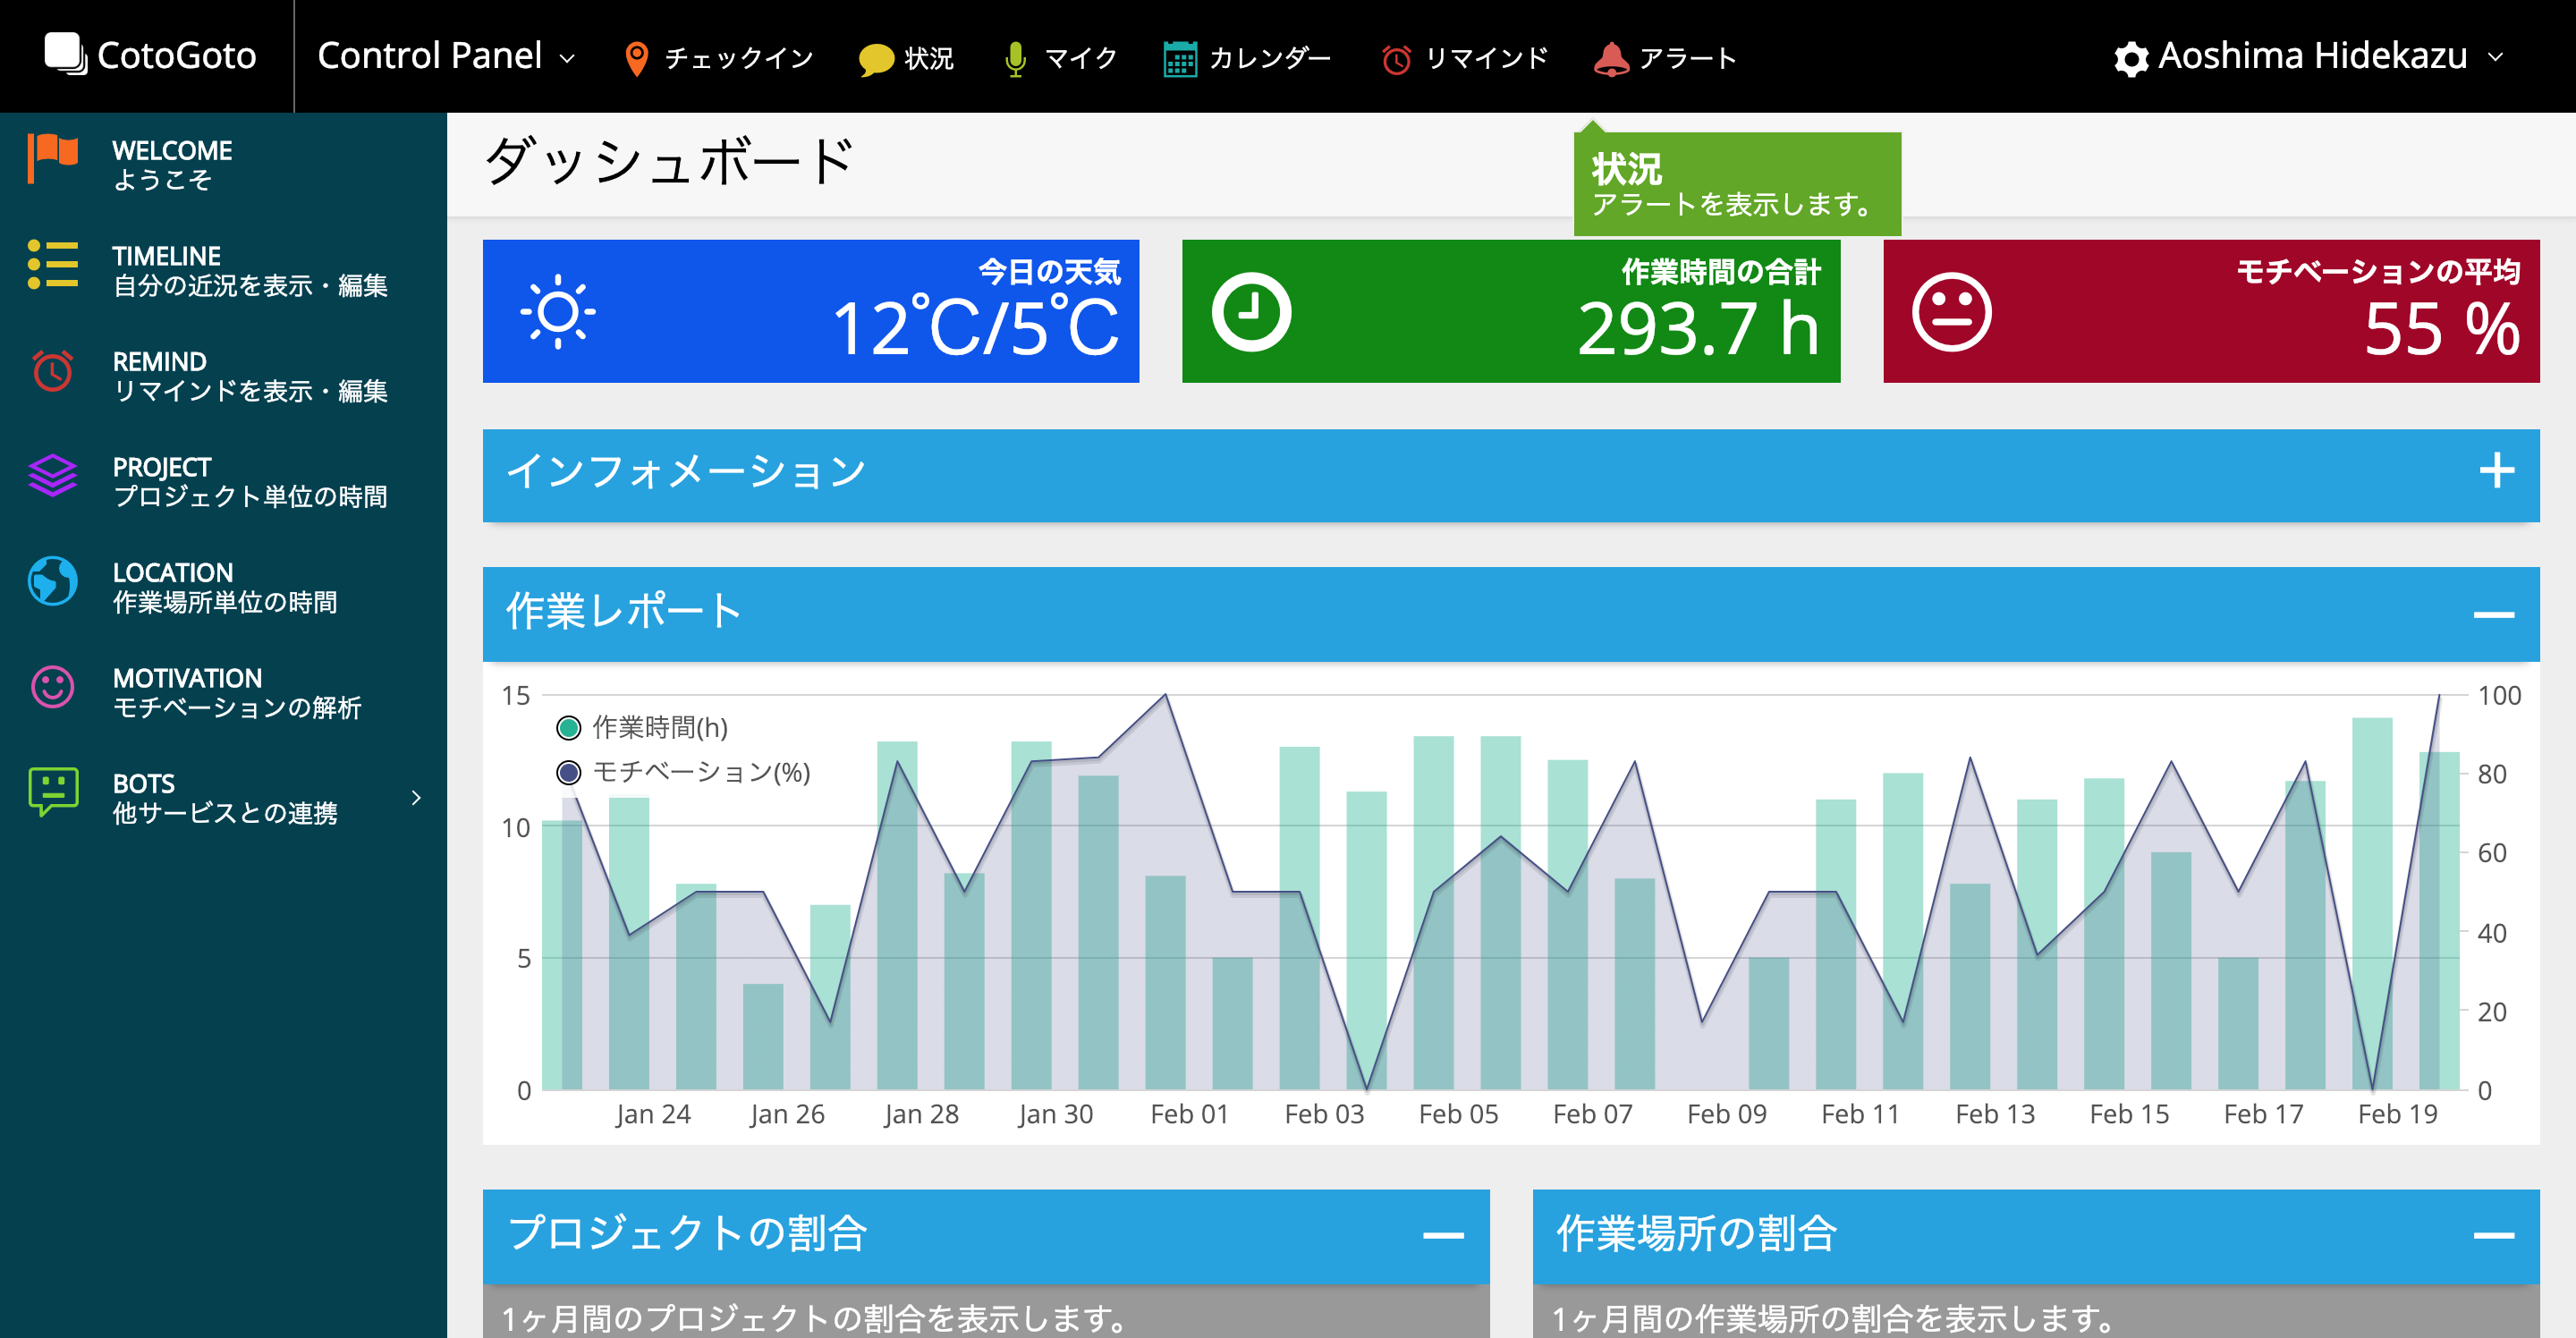 CotoGoto
Control Panel
チェックイン
状況
マイク
カレンダー
リマインド
アラート
Aoshima Hidekazu
WELCOME
ようこそ
TIMELINE
自分の近況を表示・編集
REMIND
リマインドを表示・編集
PROJECT
プロジェクト単位の時間
LOCATION
作業場所単位の時間
MOTIVATION
モチベーションの解析
BOTS
他サービスとの連携
ダッシュボード
状況
アラートを表示します。
今日の天気
12℃/5℃
作業時間の合計
293.7 h
モチベーションの平均
55 %
インフォメーション
作業レポート
作業時間(h)
モチベーション(%)
15
10
5
0
100
80
60
40
20
0
Jan 24
Jan 26
Jan 28
Jan 30
Feb 01
Feb 03
Feb 05
Feb 07
Feb 09
Feb 11
Feb 13
Feb 15
Feb 17
Feb 19
プロジェクトの割合
1ヶ月間のプロジェクトの割合を表示します。
作業場所の割合
1ヶ月間の作業場所の割合を表示します。